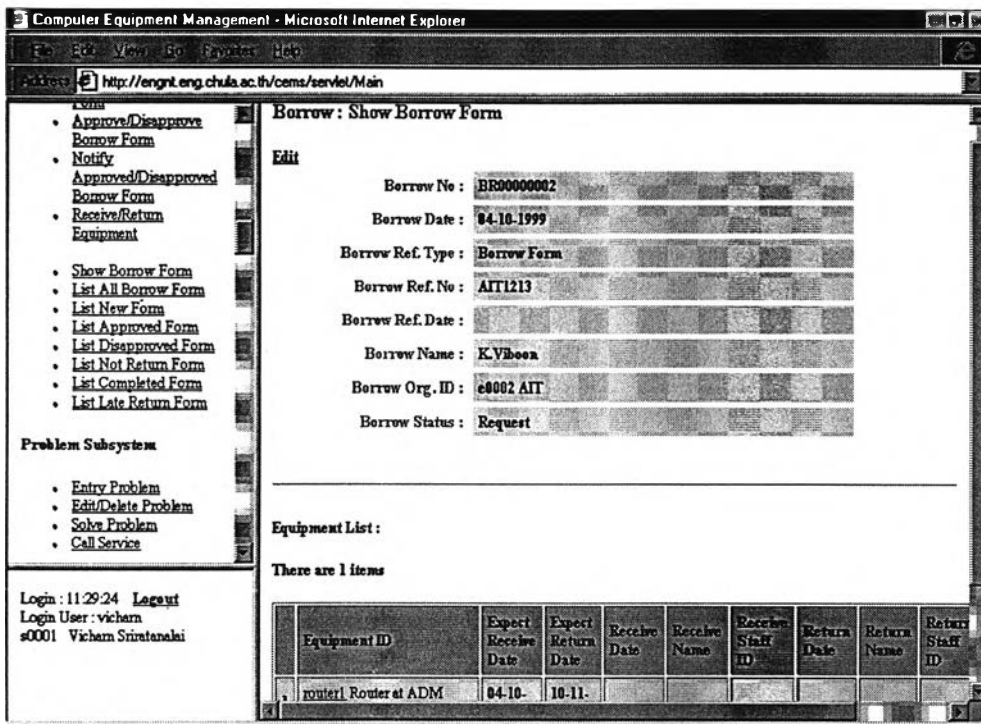 Computer Equipment Management - Microsoft Internet Explorer
File Edit View Go Favorites Help
Address http://engnt.eng.chula.ac.th/cems/servlet/Main
Form
Approve/Disapprove
Borrow Form
Notify
Approved/Disapproved
Borrow Form
Receive/Return
Equipment
Show Borrow Form
List All Borrow Form
List New Form
List Approved Form
List Disapproved Form
List Not Return Form
List Completed Form
List Late Return Form
Problem Subsystem
Entry Problem
Edit/Delete Problem
Solve Problem
Call Service
Login : 11:29:24 Logout
Login User : vicharn
s0001 Vicharn Sriratanalai
Borrow : Show Borrow Form
Edit
Borrow No : BR00000002
Borrow Date : 04-10-1999
Borrow Ref. Type : Borrow Form
Borrow Ref. No : AIT1213
Borrow Ref. Date :
Borrow Name : K.Viboon
Borrow Org. ID : e0002 AIT
Borrow Status : Request
Equipment List :
There are 1 items
Equipment ID
Expect Receive Date
Expect Return Date
Receive Date
Receive Name
Receive Staff ID
Return Date
Return Name
Return Staff ID
router1 Router at ADM 04-10- 10-11-